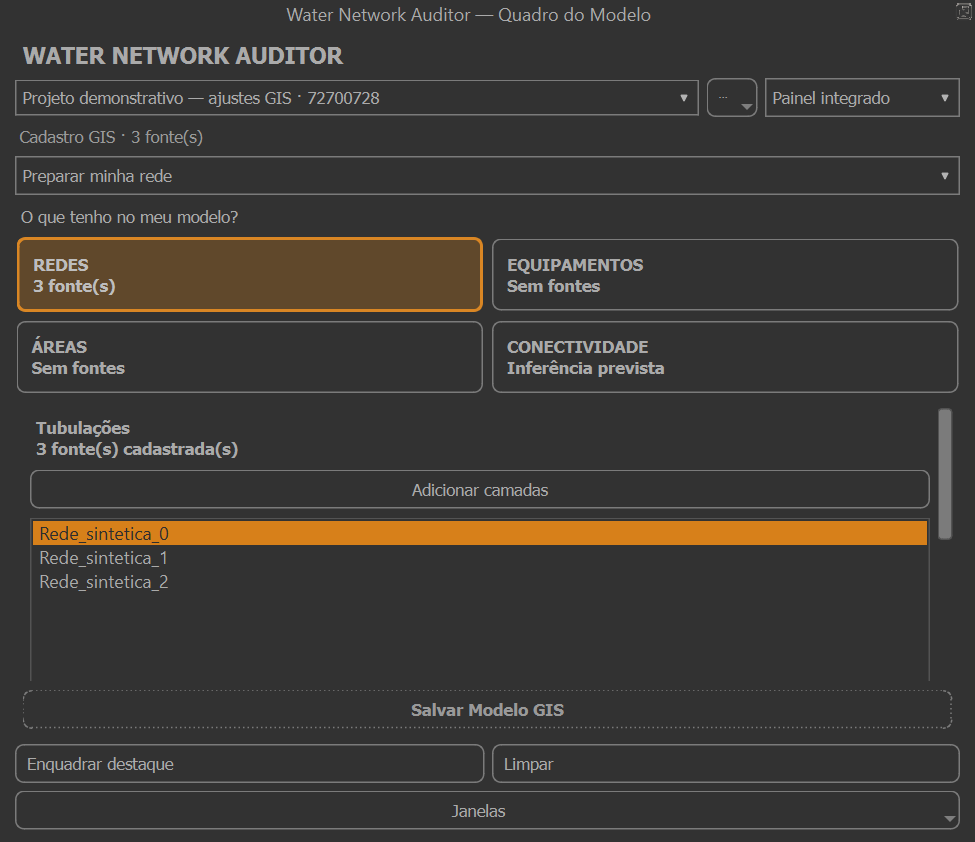 Water Network Auditor — Quadro do Modelo
WATER NETWORK AUDITOR
Projeto demonstrativo — ajustes GIS · 72700728
...
Painel integrado
Cadastro GIS · 3 fonte(s)
Preparar minha rede
O que tenho no meu modelo?
REDES
3 fonte(s)
EQUIPAMENTOS
Sem fontes
ÁREAS
Sem fontes
CONECTIVIDADE
Inferência prevista
Tubulações
3 fonte(s) cadastrada(s)
Adicionar camadas
Rede_sintetica_0
Rede_sintetica_1
Rede_sintetica_2
Salvar Modelo GIS
Enquadrar destaque
Limpar
Janelas